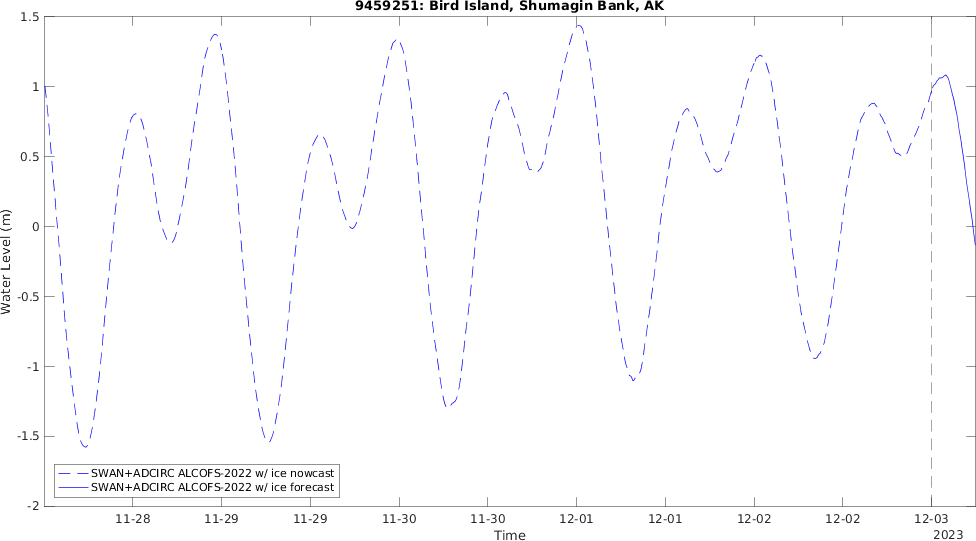 9459251: Bird Island, Shumagin Bank, AK
1.5
1
0.5
0
-0.5
-1
-1.5
-2
Water Level (m)
SWAN+ADCIRC ALCOFS-2022 w/ ice nowcast
SWAN+ADCIRC ALCOFS-2022 w/ ice forecast
11-28 11-29 11-29 11-30 11-30 12-01 12-01 12-02 12-02 12-03
Time
2023